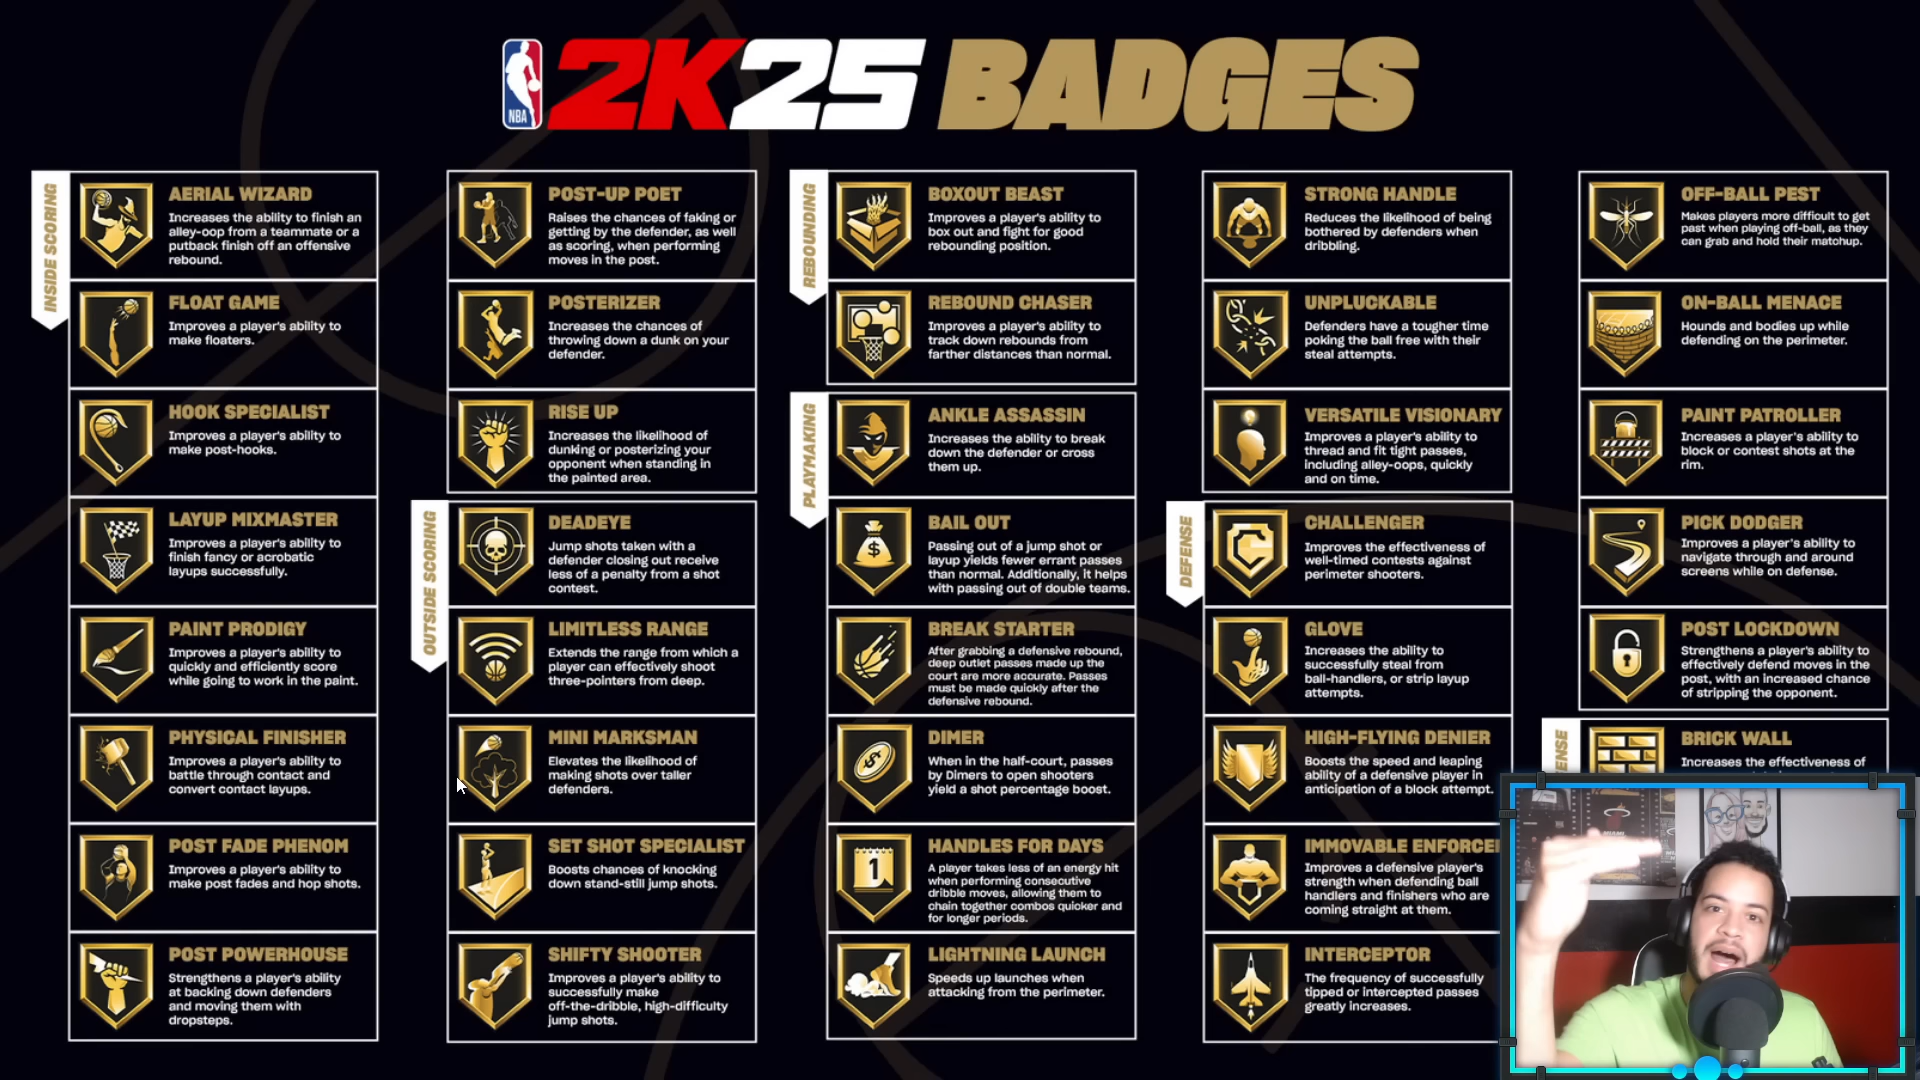 NBA
2K25 BADGES
INSIDE SCORING
AERIAL WIZARD
Increases the ability to finish an
alley-oop from a teammate or a
putback finish off an offensive
rebound.
FLOAT GAME
Improves a player's ability to
make floaters.
HOOK SPECIALIST
Improves a player's ability to
make post-hooks.
LAYUP MIXMASTER
Improves a player's ability to
finish fancy or acrobatic
layups successfully.
PAINT PRODIGY
Improves a player's ability to
quickly and efficiently score
while going to work in the paint.
PHYSICAL FINISHER
Improves a player's ability to
battle through contact and
convert contact layups.
POST FADE PHENOM
Improves a player's ability to
make post fades and hop shots.
POST POWERHOUSE
Strengthens a player's ability
at backing down defenders
and moving them with
dropsteps.
POST-UP POET
Raises the chances of faking or
getting by the defender, as well
as scoring, when performing
moves in the post.
POSTERIZER
Increases the chances of
throwing down a dunk on your
defender.
RISE UP
Increases the likelihood of
dunking or posterizing your
opponent when standing in
the painted area.
OUTSIDE SCORING
DEADEYE
Jump shots taken with a
defender closing out receive
less of a penalty from a shot
contest.
LIMITLESS RANGE
Extends the range from which a
player can effectively shoot
three-pointers from deep.
MINI MARKSMAN
Elevates the likelihood of
making shots over taller
defenders.
SET SHOT SPECIALIST
Boosts chances of knocking
down stand-still jump shots.
SHIFTY SHOOTER
Improves a player's ability to
successfully make
off-the-dribble, high-difficulty
jump shots.
REBOUNDING
BOXOUT BEAST
Improves a player's ability to
box out and fight for good
rebounding position.
REBOUND CHASER
Improves a player's ability to
track down rebounds from
farther distances than normal.
PLAYMAKING
ANKLE ASSASSIN
Increases the ability to break
down the defender or cross
them up.
BAIL OUT
Passing out of a jump shot or
layup yields fewer errant passes
than normal. Additionally, it helps
with passing out of double teams.
BREAK STARTER
After grabbing a defensive rebound,
deep outlet passes made up the
court are more accurate. Passes
must be made quickly after the
defensive rebound.
DIMER
When in the half-court, passes
by Dimers to open shooters
yield a shot percentage boost.
HANDLES FOR DAYS
1
A player takes less of an energy hit
when performing consecutive
dribble moves, allowing them to
chain together combos quicker and
for longer periods.
LIGHTNING LAUNCH
Speeds up launches when
attacking from the perimeter.
STRONG HANDLE
Reduces the likelihood of being
bothered by defenders when
dribbling.
UNPLUCKABLE
Defenders have a tougher time
poking the ball free with their
steal attempts.
VERSATILE VISIONARY
Improves a player's ability to
thread and fit tight passes,
including alley-oops, quickly
and on time.
DEFENSE
CHALLENGER
Improves the effectiveness of
well-timed contests against
perimeter shooters.
GLOVE
Increases the ability to
successfully steal from
ball-handlers, or strip layup
attempts.
HIGH-FLYING DENIER
Boosts the speed and leaping
ability of a defensive player in
anticipation of a block attempt.
IMMOVABLE ENFORCE
Improves a defensive player's
strength when defending ball
handlers and finishers who are
coming straight at them.
INTERCEPTOR
The frequency of successfully
tipped or intercepted passes
greatly increases.
OFF-BALL PEST
Makes players more difficult to get
past when playing off-ball, as they
can grab and hold their matchup.
ON-BALL MENACE
Hounds and bodies up while
defending on the perimeter.
PAINT PATROLLER
Increases a player's ability to
block or contest shots at the
rim.
PICK DODGER
Improves a player's ability to
navigate through and around
screens while on defense.
POST LOCKDOWN
Strengthens a player's ability to
effectively defend moves in the
post, with an increased chance
of stripping the opponent.
ENSE
BRICK WALL
Increases the effectiveness of